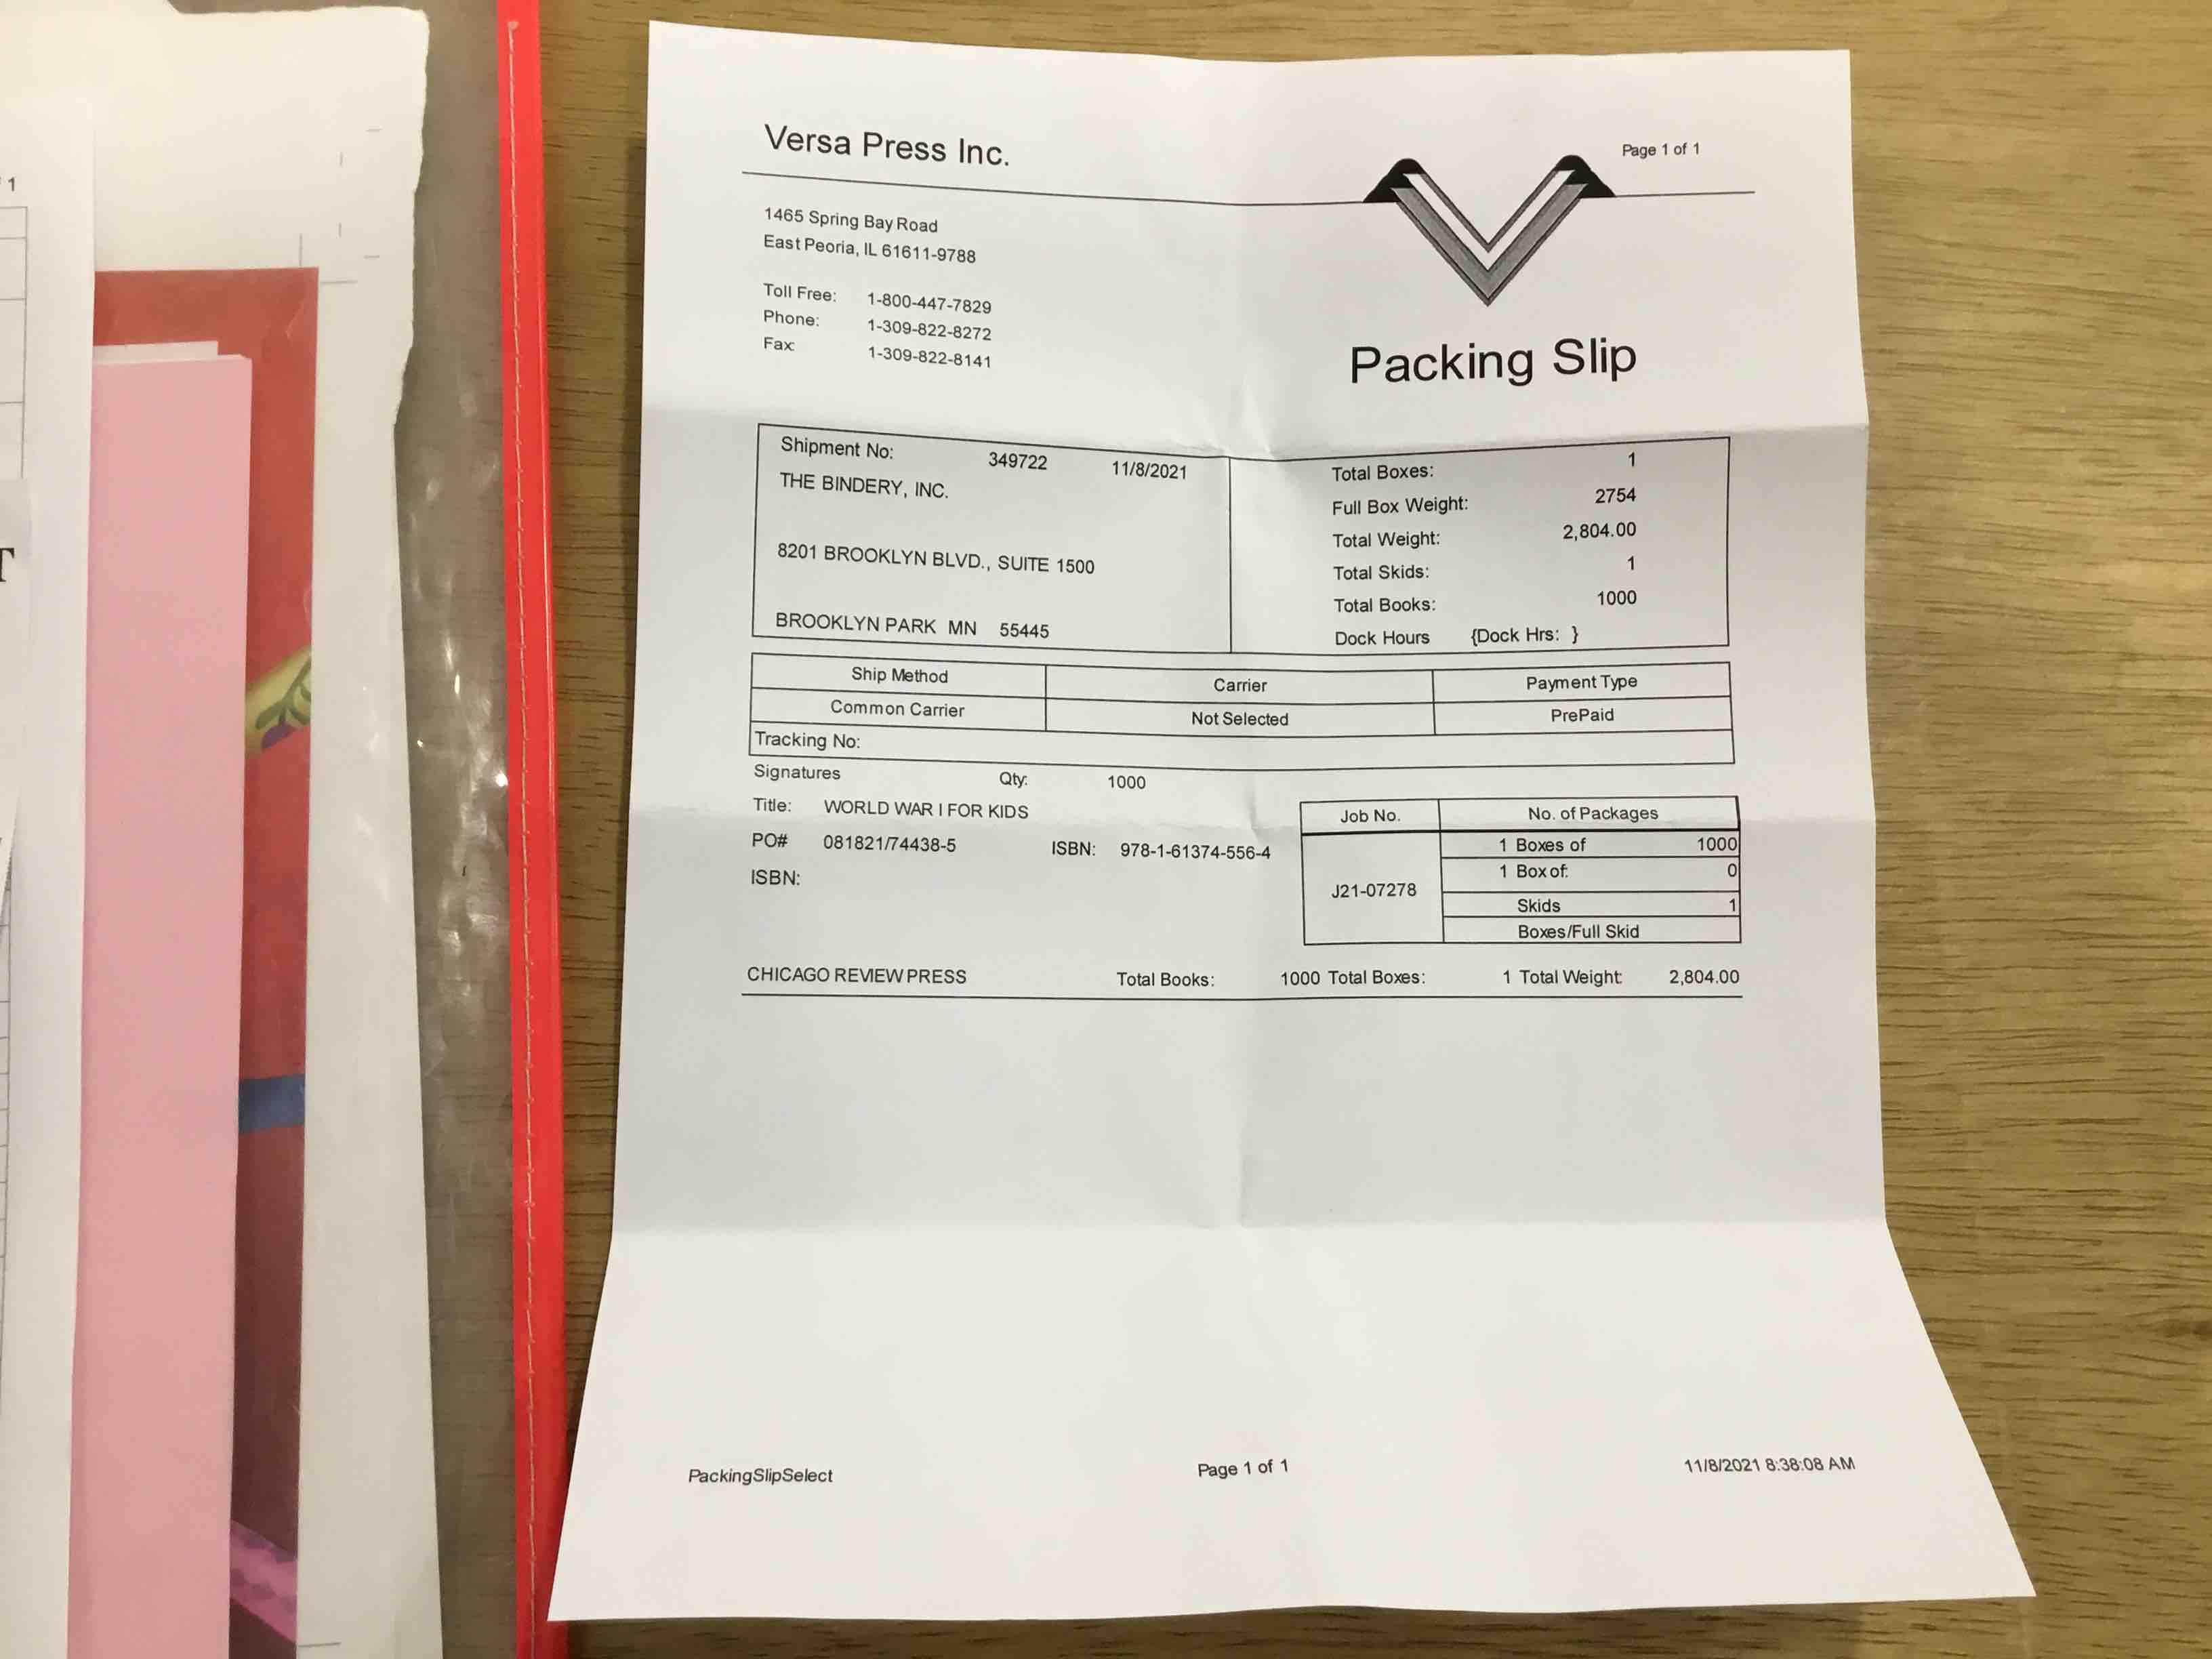 Versa Press Inc.
Page 1 of 1
1465 Spring Bay Road
East Peoria, IL 61611-9788
Toll Free: 1-800-447-7829
Phone: 1-309-822-8272
Fax: 1-309-822-8141
Packing Slip
Shipment No: 349722 11/8/2021
THE BINDERY, INC.
8201 BROOKLYN BLVD., SUITE 1500
BROOKLYN PARK MN 55445
Total Boxes: 1
Full Box Weight: 2754
Total Weight: 2,804.00
Total Skids: 1
Total Books: 1000
Dock Hours {Dock Hrs: }
Ship Method Carrier Payment Type
Common Carrier Not Selected PrePaid
Tracking No:
Signatures Qty: 1000
Title: WORLD WAR I FOR KIDS
PO# 081821/74438-5 ISBN: 978-1-61374-556-4
ISBN:
Job No. No. of Packages
J21-07278
1 Boxes of 1000
1 Box of: 0
Skids 1
Boxes/Full Skid
CHICAGO REVIEW PRESS Total Books: 1000 Total Boxes: 1 Total Weight: 2,804.00
PackingSlipSelect Page 1 of 1 11/8/2021 8:38:08 AM
1
T